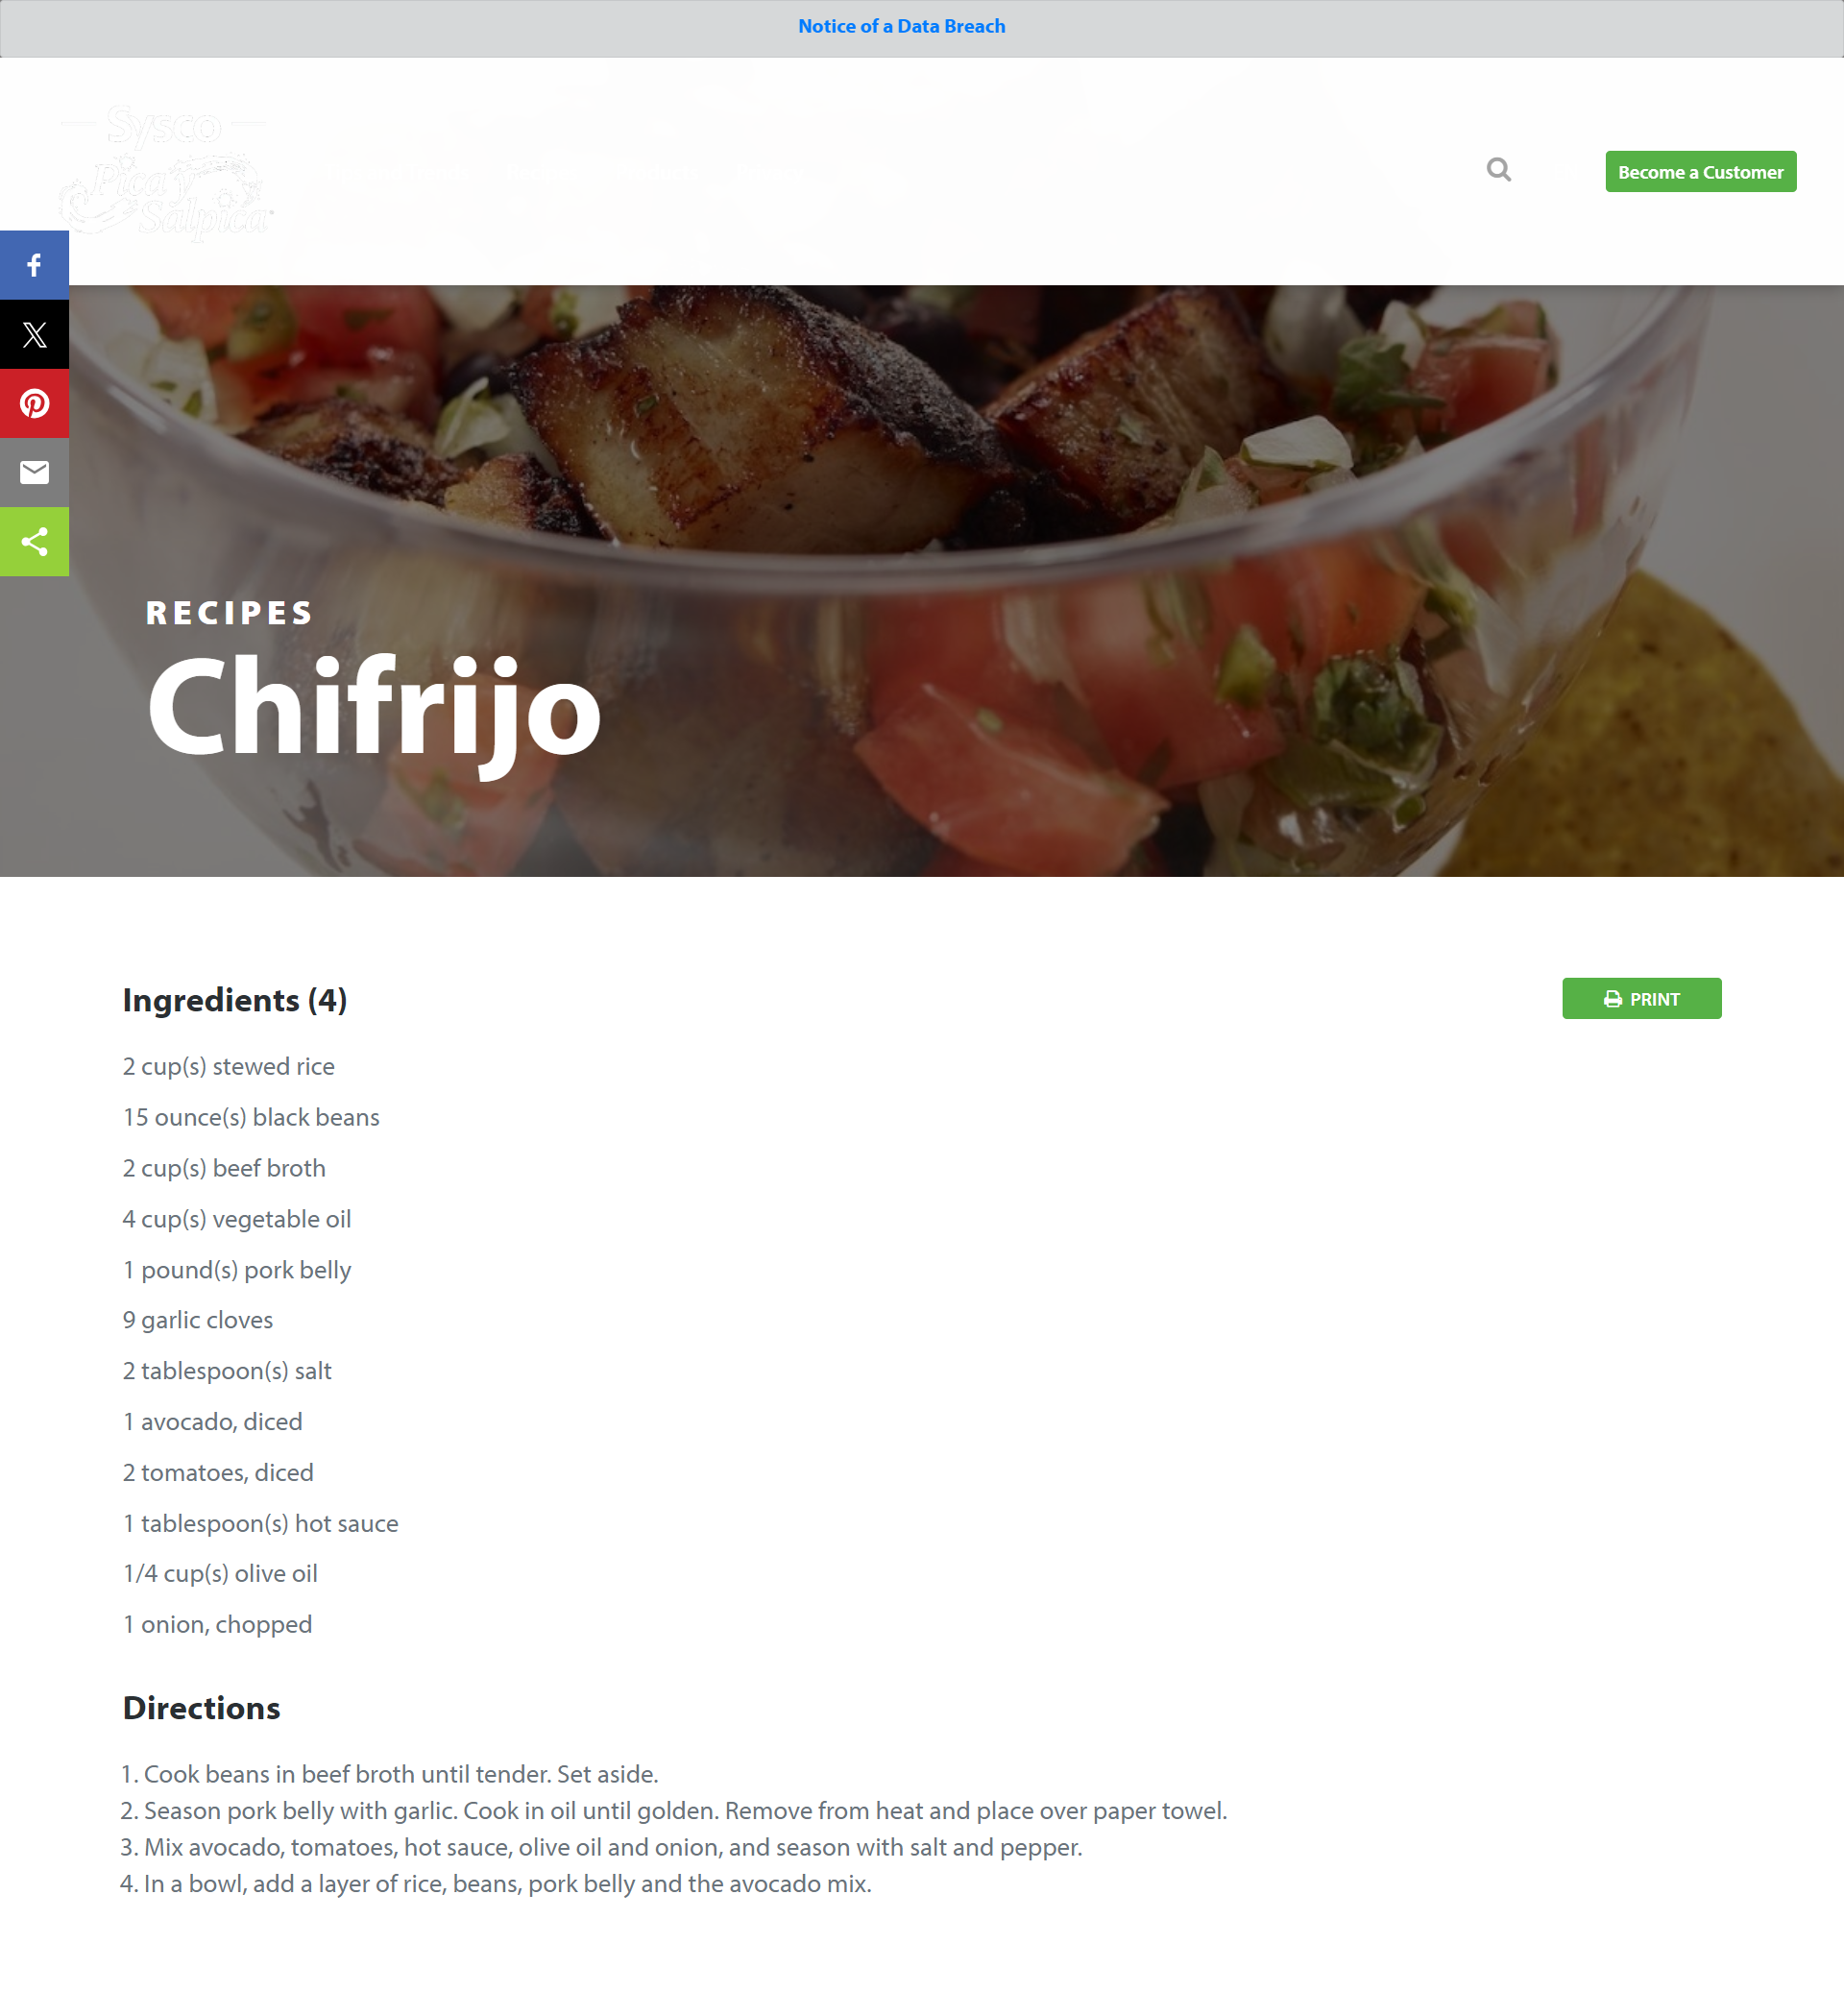 Notice of a Data Breach
Sysco
Pica y
Salpica
Become a Customer
RECIPES
Chifrijo
Ingredients (4)
PRINT
2 cup(s) stewed rice
15 ounce(s) black beans
2 cup(s) beef broth
4 cup(s) vegetable oil
1 pound(s) pork belly
9 garlic cloves
2 tablespoon(s) salt
1 avocado, diced
2 tomatoes, diced
1 tablespoon(s) hot sauce
1/4 cup(s) olive oil
1 onion, chopped
Directions
1. Cook beans in beef broth until tender. Set aside.
2. Season pork belly with garlic. Cook in oil until golden. Remove from heat and place over paper towel.
3. Mix avocado, tomatoes, hot sauce, olive oil and onion, and season with salt and pepper.
4. In a bowl, add a layer of rice, beans, pork belly and the avocado mix.